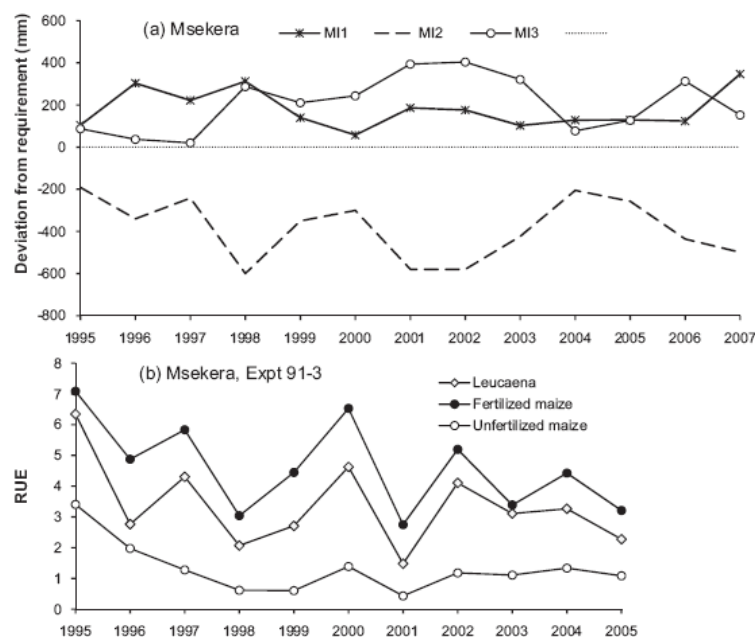 (a) Msekera MI1 MI2 MI3
Deviation from requirement (mm)
600
400
200
0
-200
-400
-600
-800
1995 1996 1997 1998 1999 2000 2001 2002 2003 2004 2005 2006 2007
(b) Msekera, Expt 91-3
Leucaena
Fertilized maize
Unfertilized maize
RUE
8
7
6
5
4
3
2
1
0
1995 1996 1997 1998 1999 2000 2001 2002 2003 2004 2005